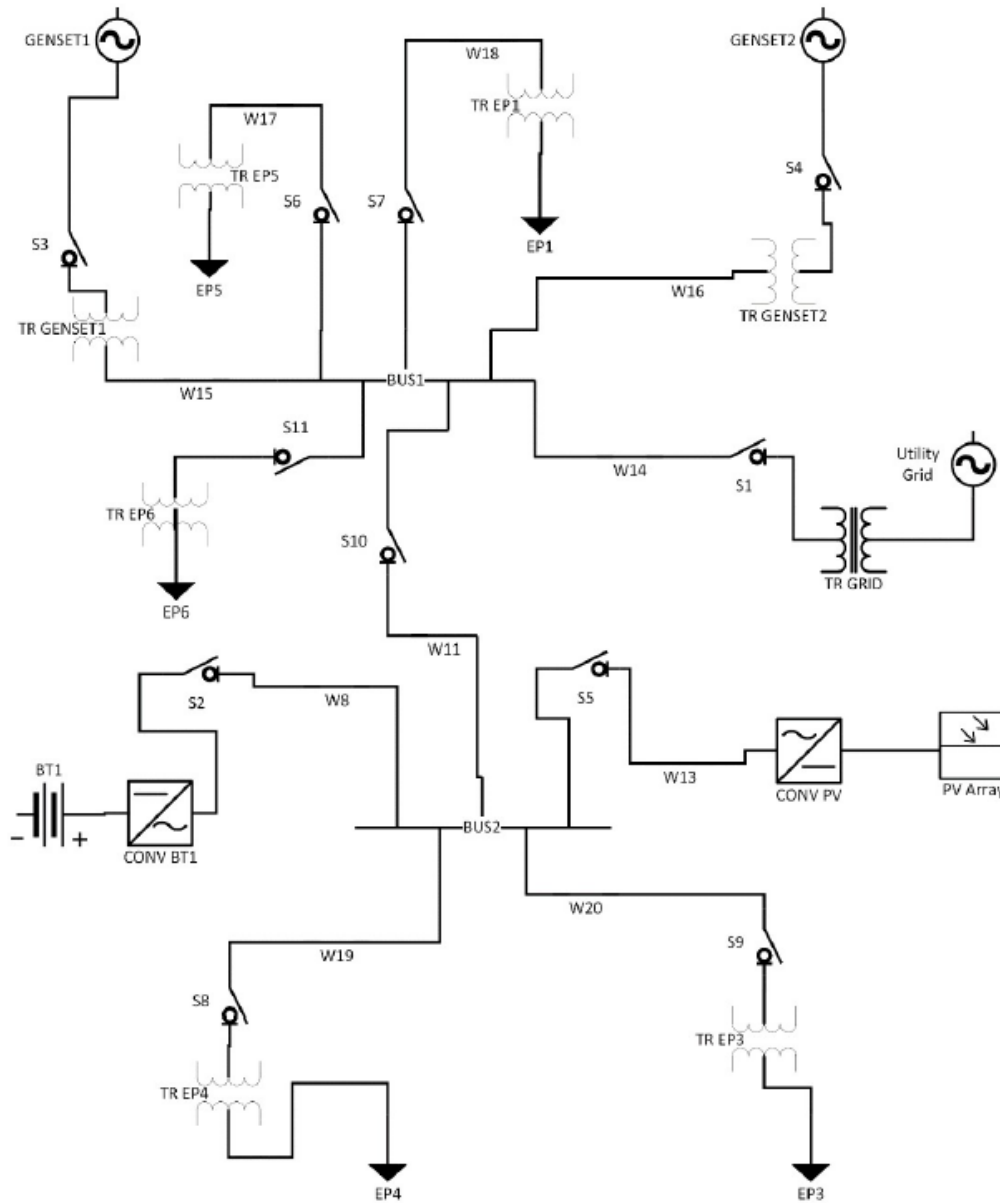 GENSET1
W18
GENSET2
TR EP1
W17
TR EP5
S4
S6
S7
S3
EP1
EP5
W16
TR GENSET2
TR GENSET1
BUS1
W15
S11
Utility
Grid
W14
S1
TR EP6
S10
TR GRID
EP6
W11
S2
W8
S5
BT1
W13
CONV PV
PV Array
- +
BUS2
CONV BT1
W20
W19
S9
S8
TR EP3
TR EP4
EP4
EP3